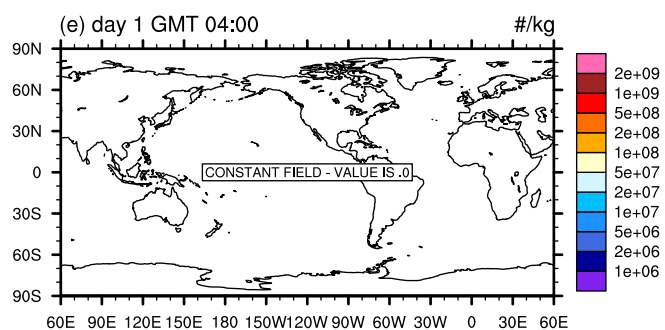 (e) day 1 GMT 04:00 #/kg
90N
60N
30N
0
30S
60S
90S
CONSTANT FIELD - VALUE IS .0
60E 90E 120E 150E 180 150W 120W 90W 60W 30W 0 30E 60E
2e+09
1e+09
5e+08
2e+08
1e+08
5e+07
2e+07
1e+07
5e+06
2e+06
1e+06